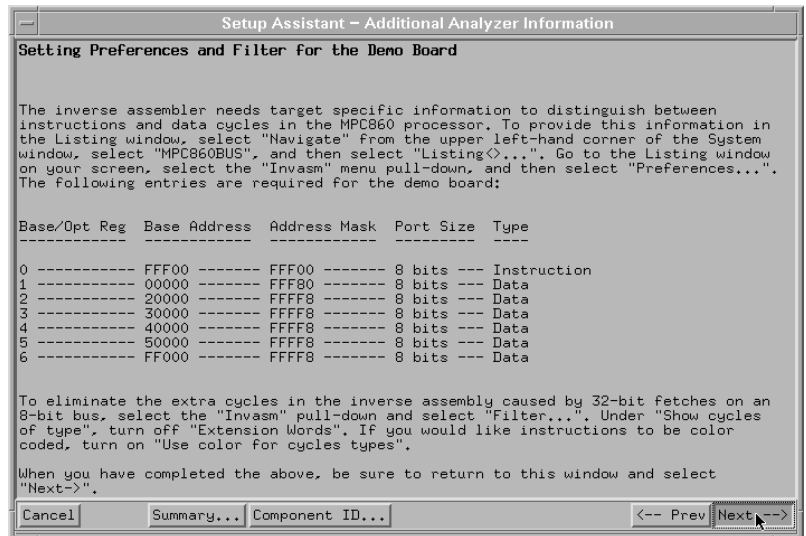 Setup Assistant – Additional Analyzer Information
Setting Preferences and Filter for the Demo Board
The inverse assembler needs target specific information to distinguish between
instructions and data cycles in the MPC860 processor. To provide this information in
the Listing window, select "Navigate" from the upper left-hand corner of the System
window, select "MPC860BUS", and then select "Listing<>...". Go to the Listing window
on your screen, select the "Invasm" menu pull-down, and then select "Preferences...".
The following entries are required for the demo board:
Base/Opt Reg  Base Address  Address Mask  Port Size  Type
------------  ------------  ------------  ---------  ----
0 ----------- FFF00 ------- FFF00 ------- 8 bits --- Instruction
1 ----------- 00000 ------- FFF80 ------- 8 bits --- Data
2 ----------- 20000 ------- FFFF8 ------- 8 bits --- Data
3 ----------- 30000 ------- FFFF8 ------- 8 bits --- Data
4 ----------- 40000 ------- FFFF8 ------- 8 bits --- Data
5 ----------- 50000 ------- FFFF8 ------- 8 bits --- Data
6 ----------- FF000 ------- FFFF8 ------- 8 bits --- Data
To eliminate the extra cycles in the inverse assembly caused by 32-bit fetches on an
8-bit bus, select the "Invasm" pull-down and select "Filter...". Under "Show cycles
of type", turn off "Extension Words". If you would like instructions to be color
coded, turn on "Use color for cycles types".
When you have completed the above, be sure to return to this window and select
"Next->".
Cancel  Summary...  Component ID...  <-- Prev  Next -->